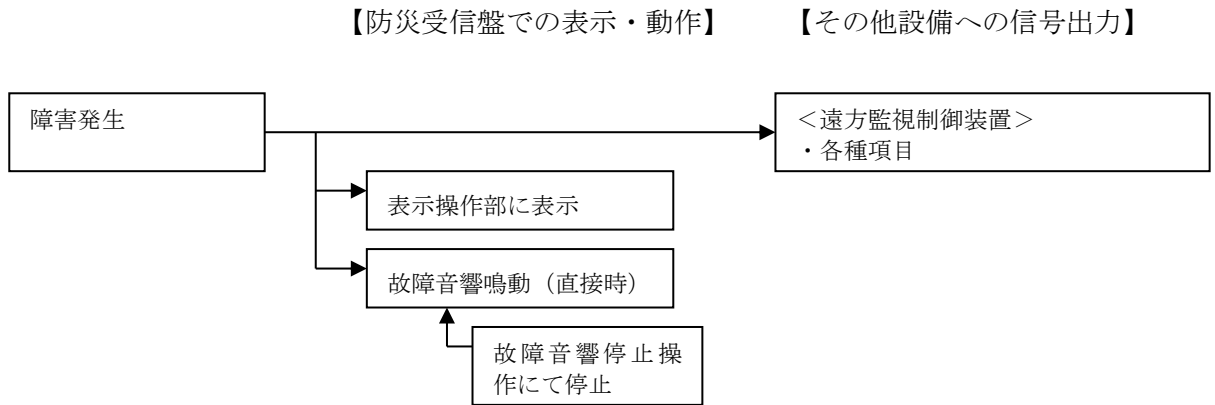 【防災受信盤での表示・動作】 【その他設備への信号出力】
障害発生
＜遠方監視制御装置＞
・各種項目
表示操作部に表示
故障音響鳴動（直接時）
故障音響停止操
作にて停止